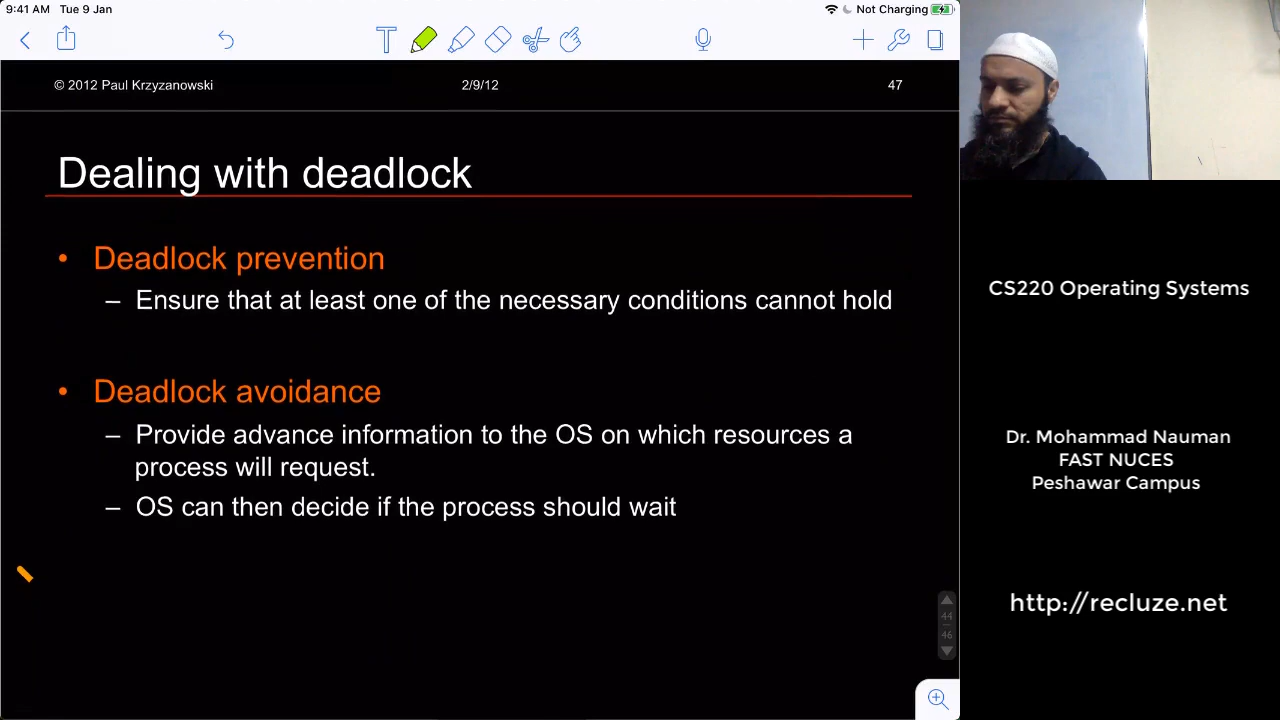 9:41 AM Tue 9 Jan
Not Charging
T
© 2012 Paul Krzyzanowski
2/9/12
47
Dealing with deadlock
• Deadlock prevention
– Ensure that at least one of the necessary conditions cannot hold
• Deadlock avoidance
– Provide advance information to the OS on which resources a
process will request.
– OS can then decide if the process should wait
44
46
CS220 Operating Systems
Dr. Mohammad Nauman
FAST NUCES
Peshawar Campus
http://recluze.net